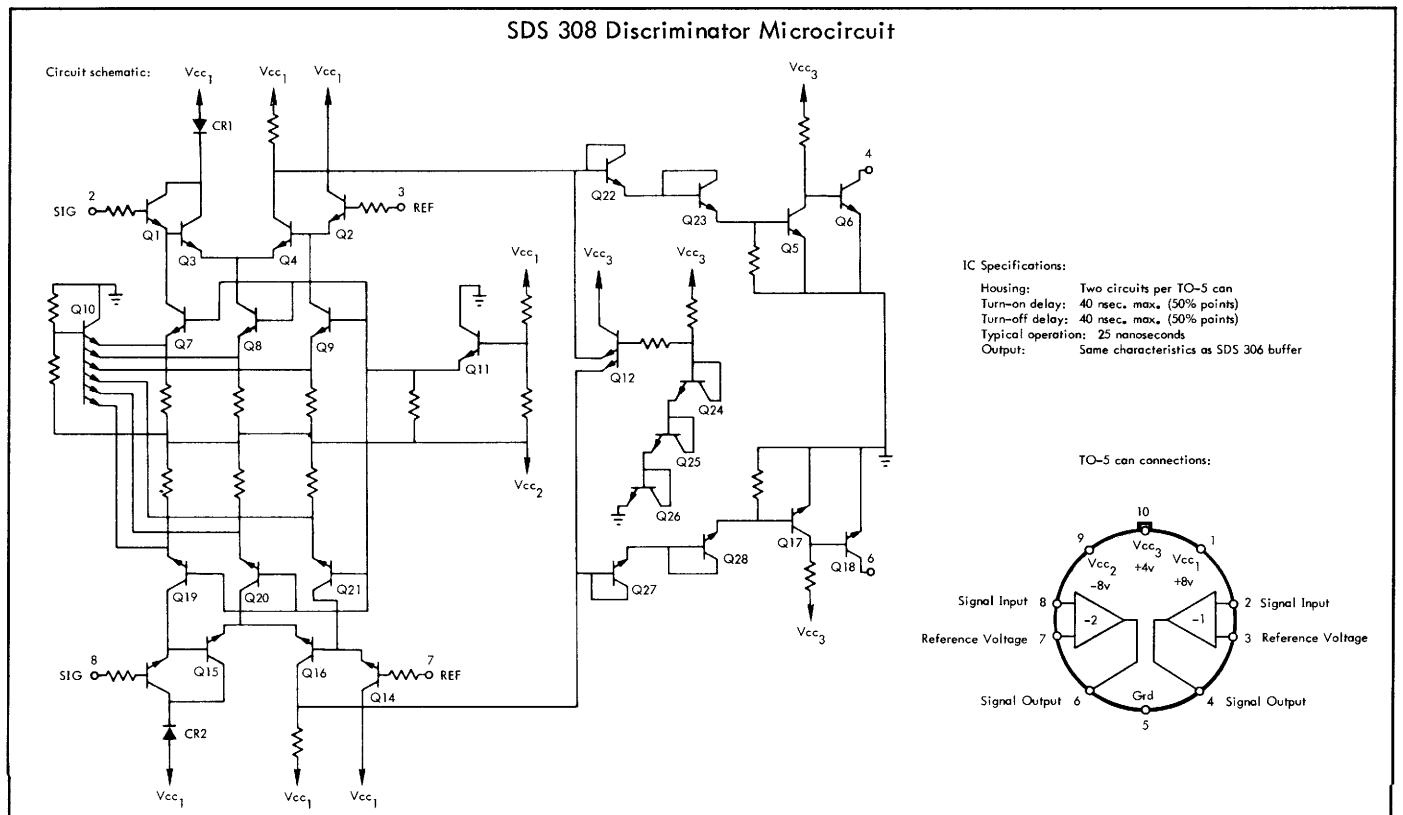 SDS 308 Discriminator Microcircuit
Circuit schematic:
Vcc1
Vcc1
Vcc1
Vcc3
CR1
4
Q22
2
3
SIG
REF
Q1
Q2
Q23
Q6
Q3
Q4
Q5
Vcc1
Vcc3
Vcc3
Q10
Q7
Q8
Q9
Q11
Q12
Q24
Q25
Vcc2
Q26
Q17
Q28
Q18
6
Q19
Q20
Q21
Q27
Vcc3
8
7
SIG
Q15
Q16
REF
Q14
CR2
Vcc1
Vcc1
Vcc1
IC Specifications:
Housing: Two circuits per TO-5 can
Turn-on delay: 40 nsec. max. (50% points)
Turn-off delay: 40 nsec. max. (50% points)
Typical operation: 25 nanoseconds
Output: Same characteristics as SDS 306 buffer
TO-5 can connections:
10
9
1
Vcc3
Vcc2
Vcc1
+4v
-8v
+8v
Signal Input 8
2 Signal Input
-2
-1
Reference Voltage 7
3 Reference Voltage
Signal Output 6
Grd
4 Signal Output
5